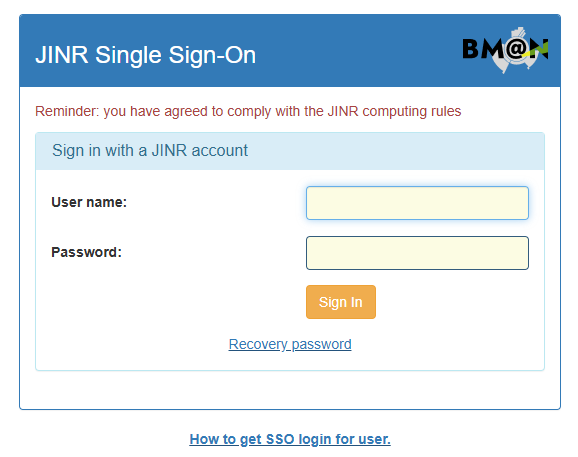 JINR Single Sign-On
BM@N
Reminder: you have agreed to comply with the JINR computing rules
Sign in with a JINR account
User name:
Password:
Sign In
Recovery password
How to get SSO login for user.